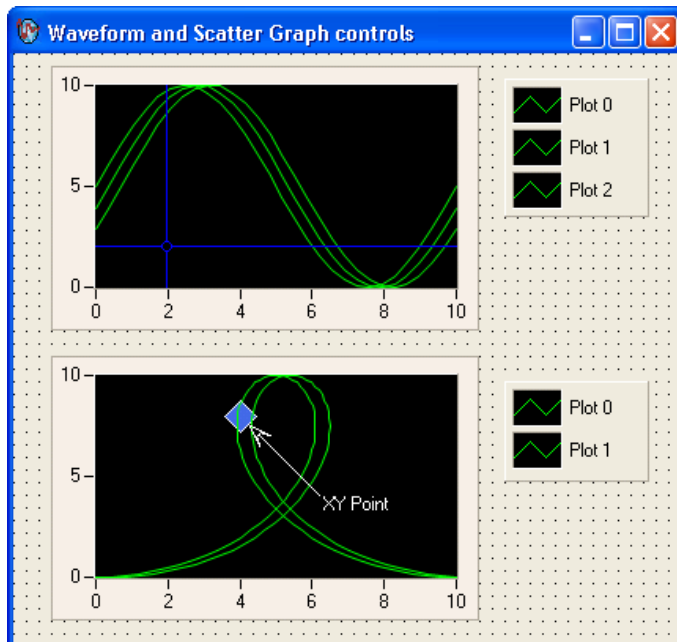 Waveform and Scatter Graph controls
10
5
0
0 2 4 6 8 10
Plot 0
Plot 1
Plot 2
10
5
0
0 2 4 6 8 10
XY Point
Plot 0
Plot 1